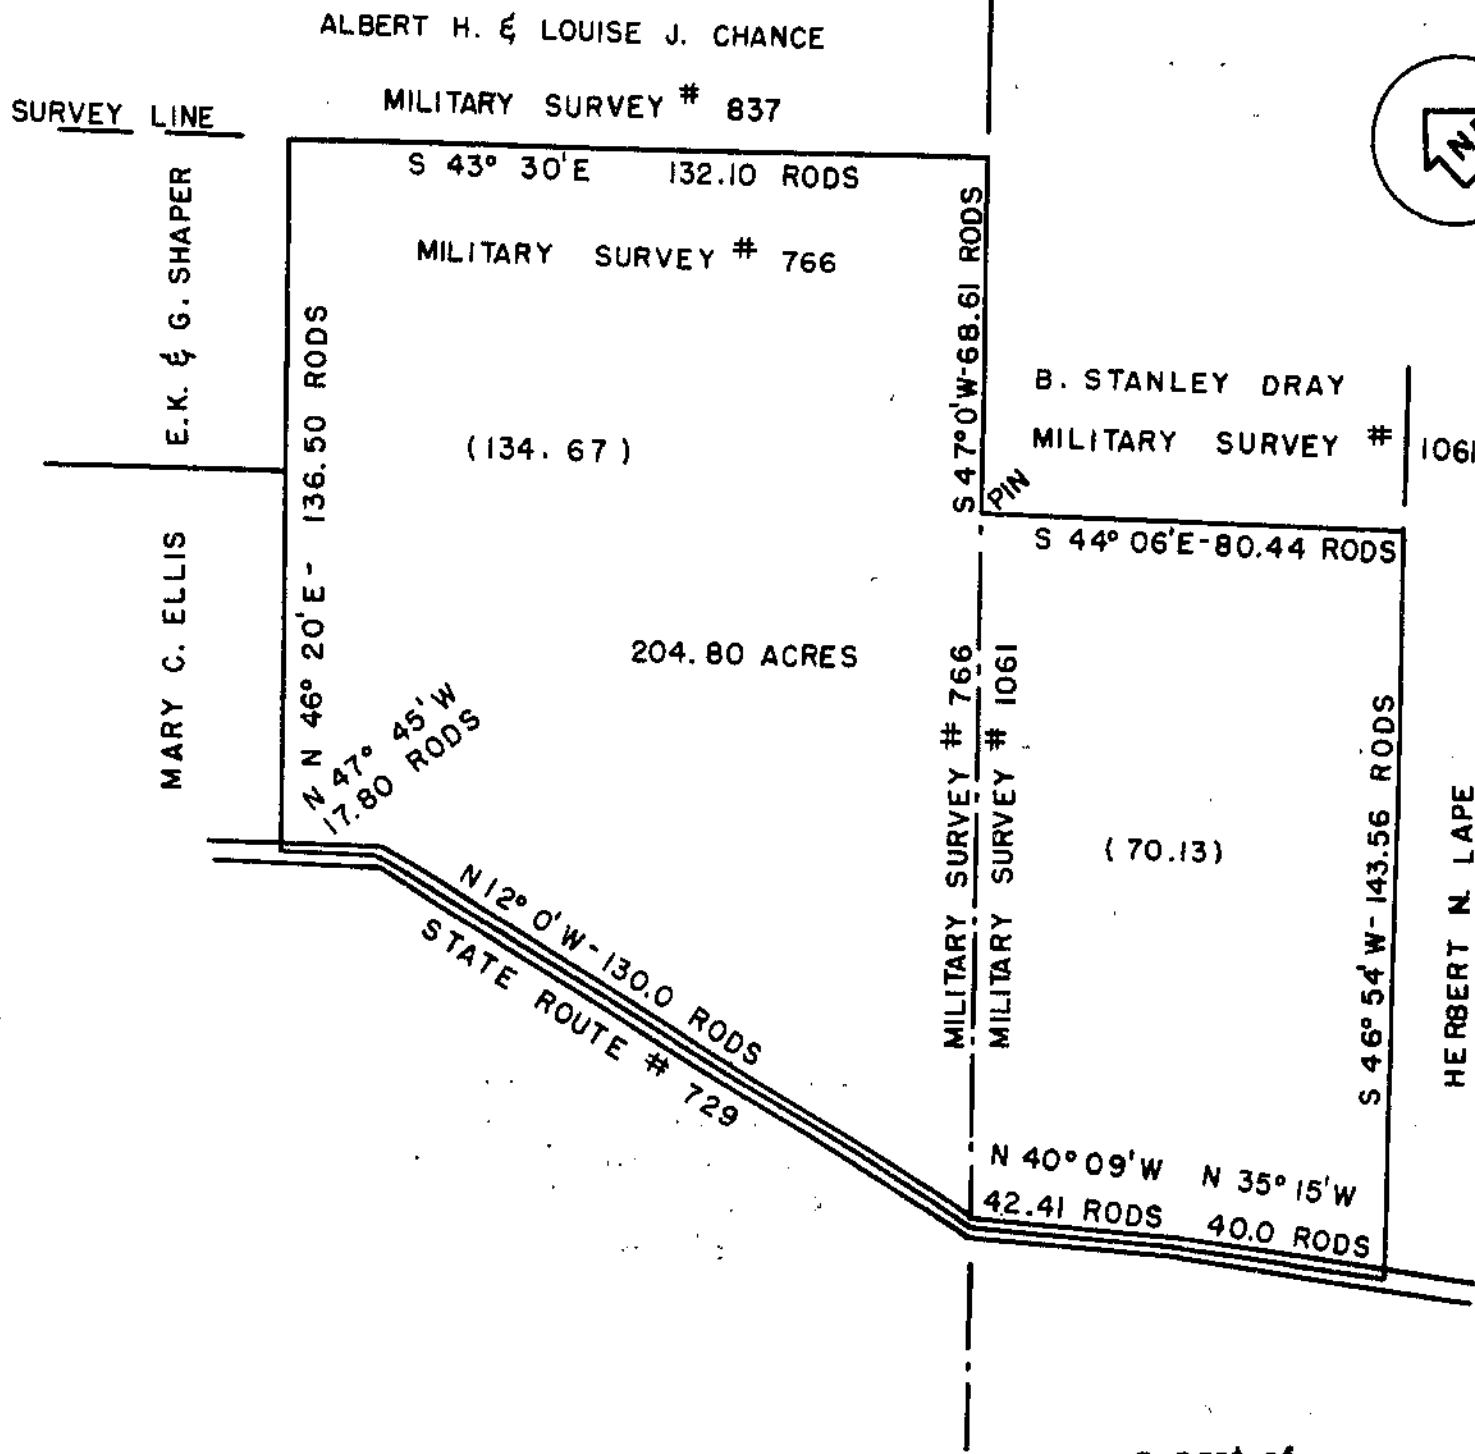 ALBERT H. & LOUISE J. CHANCE
MILITARY SURVEY # 837
SURVEY LINE
S 43° 30'E 132.10 RODS
MILITARY SURVEY # 766
E.K. & G. SHAPER
MARY C. ELLIS
N 46° 20'E - 136.50 RODS
(134.67)
S 47° 0'W-68.61 RODS
PIN
N
B. STANLEY DRAY
MILITARY SURVEY # 1061
S 44° 06'E-80.44 RODS
204.80 ACRES
MILITARY SURVEY # 766
MILITARY SURVEY # 1061
(70.13)
S 46° 54'W-143.56 RODS
HERBERT N. LAPE
N 47° 45'W
17.80 RODS
N 12° 0'W-130.0 RODS
STATE ROUTE # 729
N 40° 09'W
42.41 RODS
N 35° 15'W
40.0 RODS